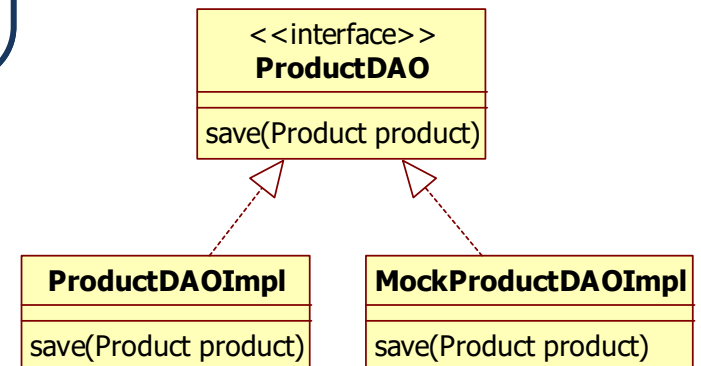 <<interface>>
ProductDAO
save(Product product)
ProductDAOImpl
save(Product product)
MockProductDAOImpl
save(Product product)